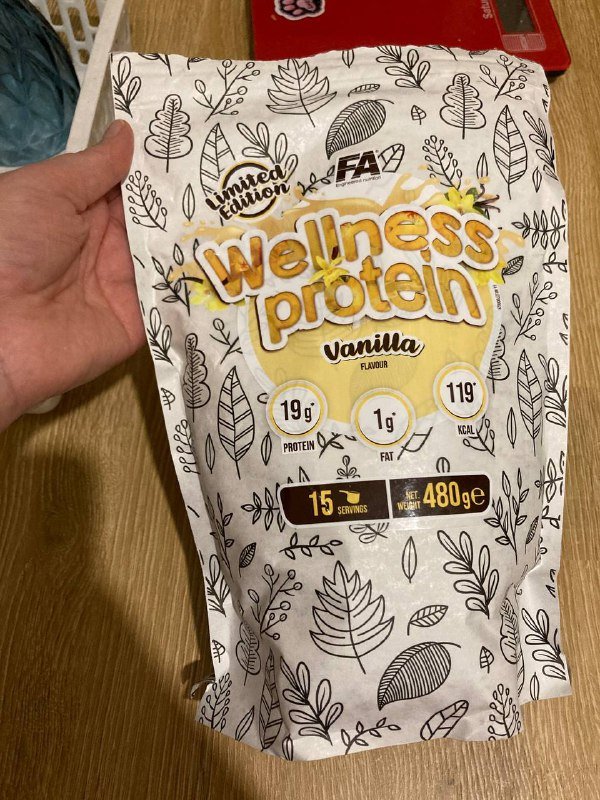 Limited
Edition
FA
Engineered nutrition
Wellness
protein
Vanilla
FLAVOUR
19g*
PROTEIN
1g*
FAT
119*
KCAL
15 SERVINGS
NET.
WEIGHT 480g℮